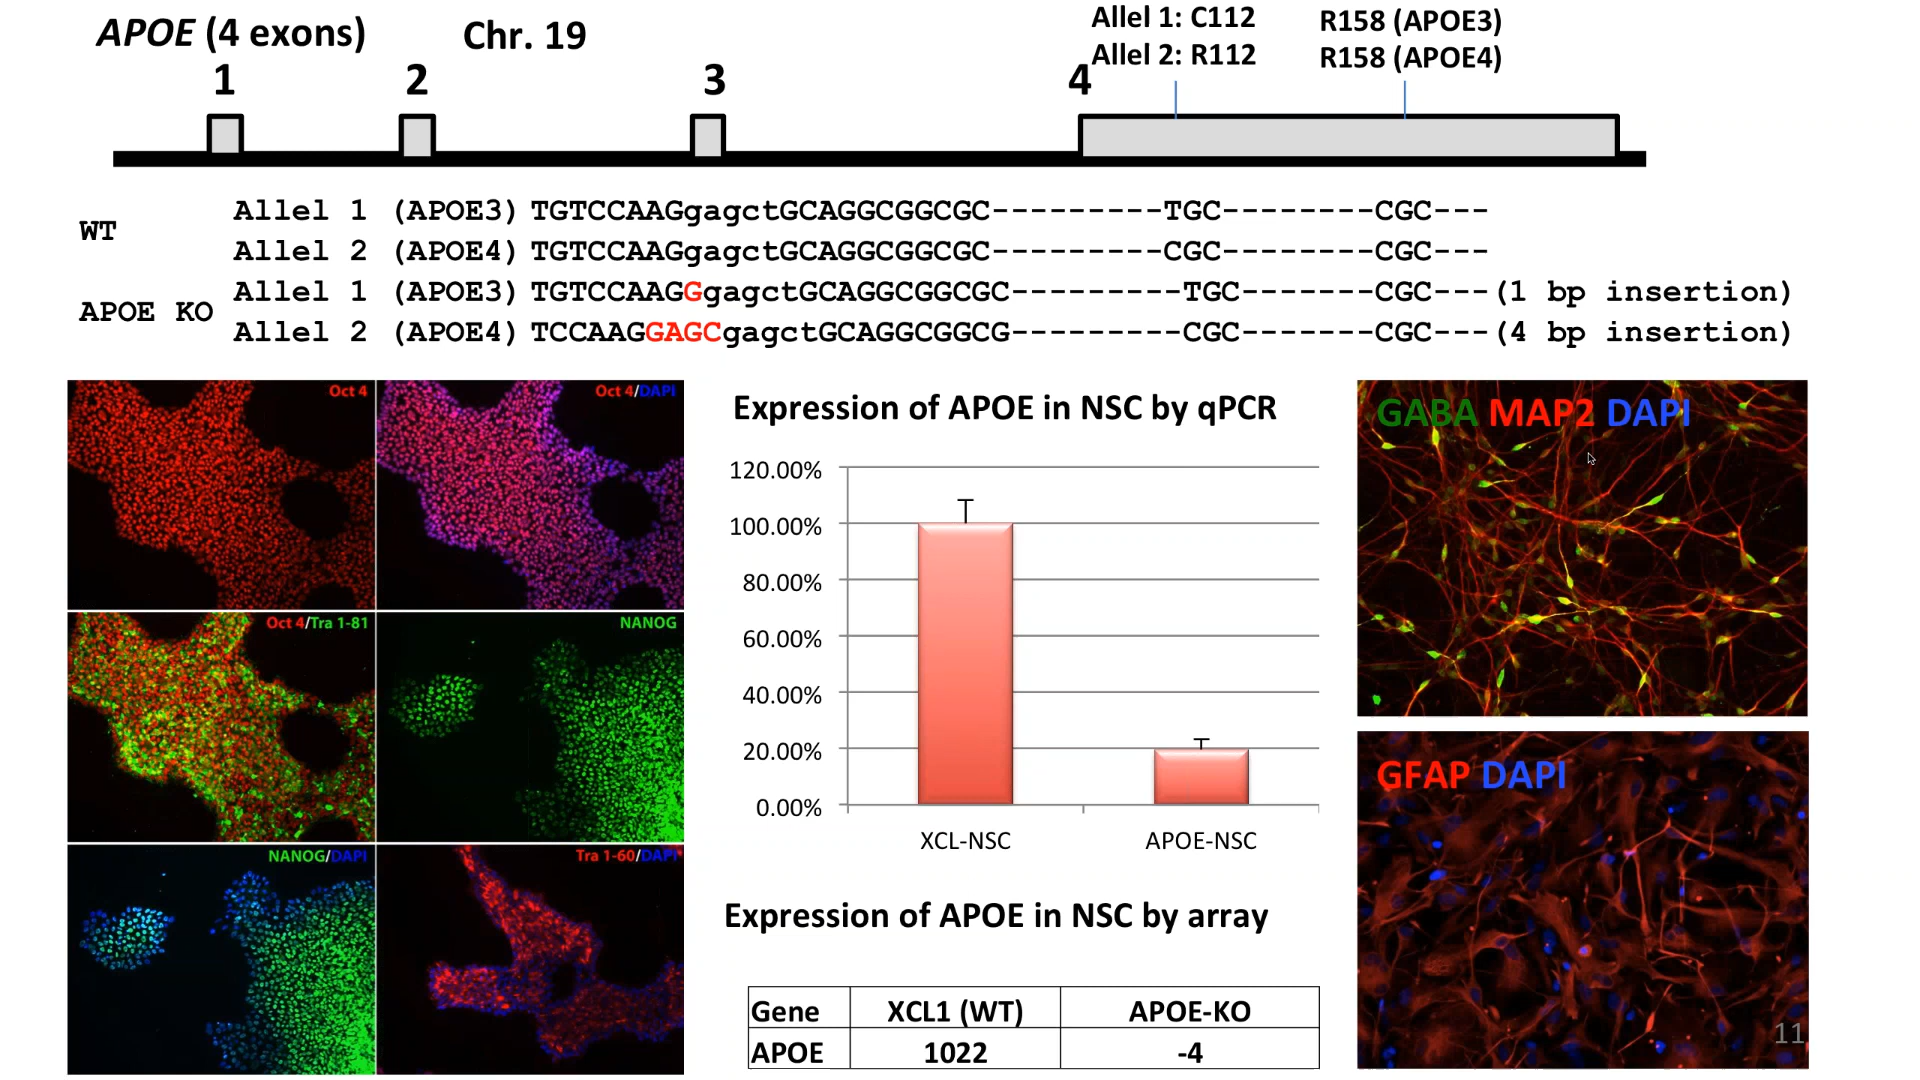 APOE (4 exons)
Chr. 19
Allel 1: C112 R158 (APOE3)
Allel 2: R112 R158 (APOE4)
1 2 3 4
WT
Allel 1 (APOE3) TGTCCAAGgagctGCAGGCGGCGC---------TGC--------CGC---
Allel 2 (APOE4) TGTCCAAGgagctGCAGGCGGCGC---------CGC--------CGC---
APOE KO
Allel 1 (APOE3) TGTCCAAGGgagctGCAGGCGGCGC---------TGC-------CGC---(1 bp insertion)
Allel 2 (APOE4) TCCAAGGAGCgagctGCAGGCGGCG---------CGC-------CGC---(4 bp insertion)
Oct 4
Oct 4/DAPI
Oct 4/Tra 1-81
NANOG
NANOG/DAPI
Tra 1-60/DAPI
Expression of APOE in NSC by qPCR
120.00%
100.00%
80.00%
60.00%
40.00%
20.00%
0.00%
XCL-NSC APOE-NSC
Expression of APOE in NSC by array
Gene XCL1 (WT) APOE-KO
APOE 1022 -4
GABA MAP2 DAPI
GFAP DAPI
11